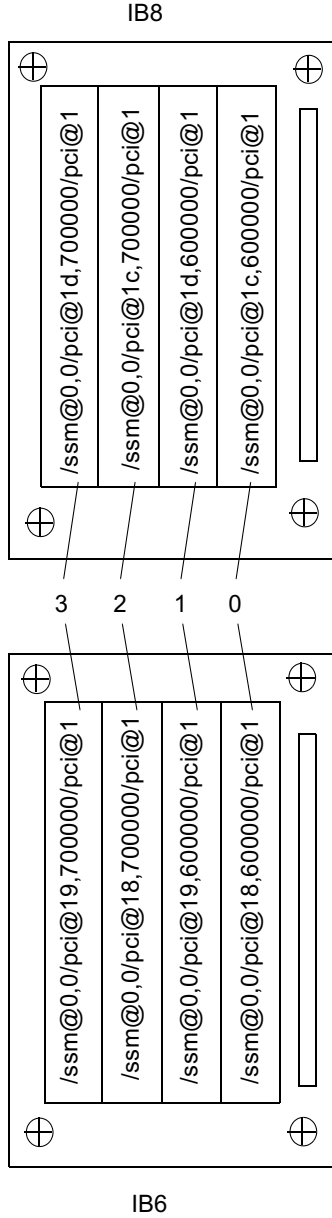 IB8
/ssm@0,0/pci@1d,700000/pci@1
/ssm@0,0/pci@1c,700000/pci@1
/ssm@0,0/pci@1d,600000/pci@1
/ssm@0,0/pci@1c,600000/pci@1
3 2 1 0
/ssm@0,0/pci@19,700000/pci@1
/ssm@0,0/pci@18,700000/pci@1
/ssm@0,0/pci@19,600000/pci@1
/ssm@0,0/pci@18,600000/pci@1
IB6